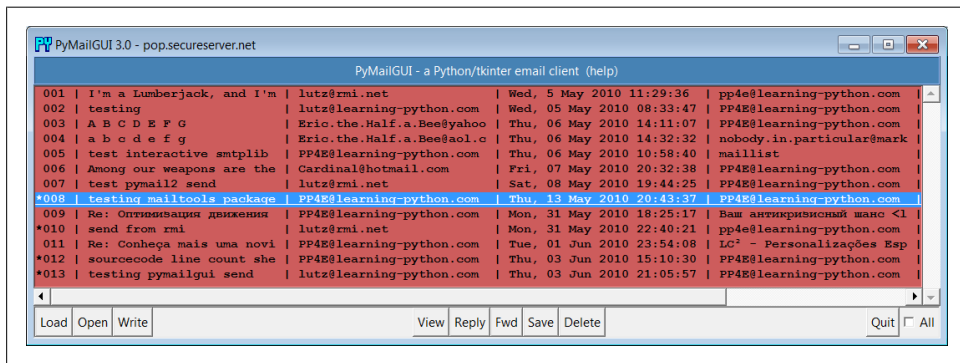 PyMailGUI 3.0 - pop.secureserver.net
PyMailGUI - a Python/tkinter email client (help)
001 | I'm a Lumberjack, and I'm | lutz@rmi.net | Wed, 5 May 2010 11:29:36 | pp4e@learning-python.com |
002 | testing | lutz@learning-python.com | Wed, 05 May 2010 08:33:47 | PP4E@learning-python.com |
003 | A B C D E F G | Eric.the.Half.a.Bee@yahoo | Thu, 06 May 2010 14:11:07 | PP4E@learning-python.com |
004 | a b c d e f g | Eric.the.Half.a.Bee@aol.c | Thu, 06 May 2010 14:32:32 | nobody.in.particular@mark |
005 | test interactive smtplib | PP4E@learning-python.com | Thu, 06 May 2010 10:58:40 | maillist |
006 | Among our weapons are the | Cardinal@hotmail.com | Fri, 07 May 2010 20:32:38 | PP4E@learning-python.com |
007 | test pymail2 send | lutz@rmi.net | Sat, 08 May 2010 19:44:25 | PP4E@learning-python.com |
*008 | testing mailtools package | PP4E@learning-python.com | Thu, 13 May 2010 20:43:37 | PP4E@learning-python.com |
009 | Re: Оптимизация движения | PP4E@learning-python.com | Mon, 31 May 2010 18:25:17 | Ваш антикризисный шанс <l |
*010 | send from rmi | lutz@rmi.net | Mon, 31 May 2010 22:40:21 | pp4e@learning-python.com |
011 | Re: Conheça mais uma novi | PP4E@learning-python.com | Tue, 01 Jun 2010 23:54:08 | LC² - Personalizações Esp |
*012 | sourcecode line count she | PP4E@learning-python.com | Thu, 03 Jun 2010 15:10:30 | PP4E@learning-python.com |
*013 | testing pymailgui send | lutz@learning-python.com | Thu, 03 Jun 2010 21:05:57 | PP4E@learning-python.com |
Load Open Write View Reply Fwd Save Delete Quit All